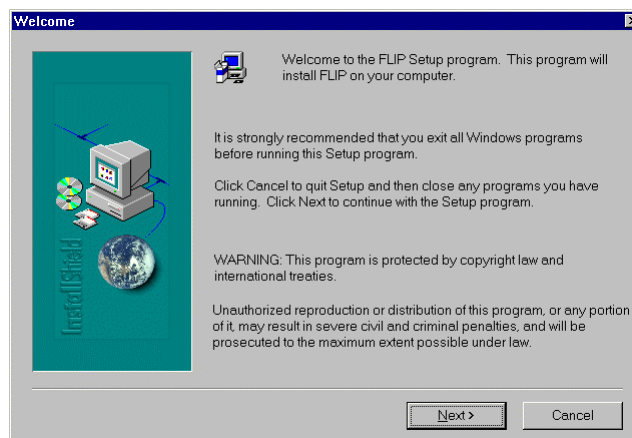 Welcome
Welcome to the FLIP Setup program. This program will
install FLIP on your computer.
It is strongly recommended that you exit all Windows programs
before running this Setup program.
Click Cancel to quit Setup and then close any programs you have
running. Click Next to continue with the Setup program.
WARNING: This program is protected by copyright law and
international treaties.
Unauthorized reproduction or distribution of this program, or any portion
of it, may result in severe civil and criminal penalties, and will be
prosecuted to the maximum extent possible under law.
InstallShield
Next >
Cancel